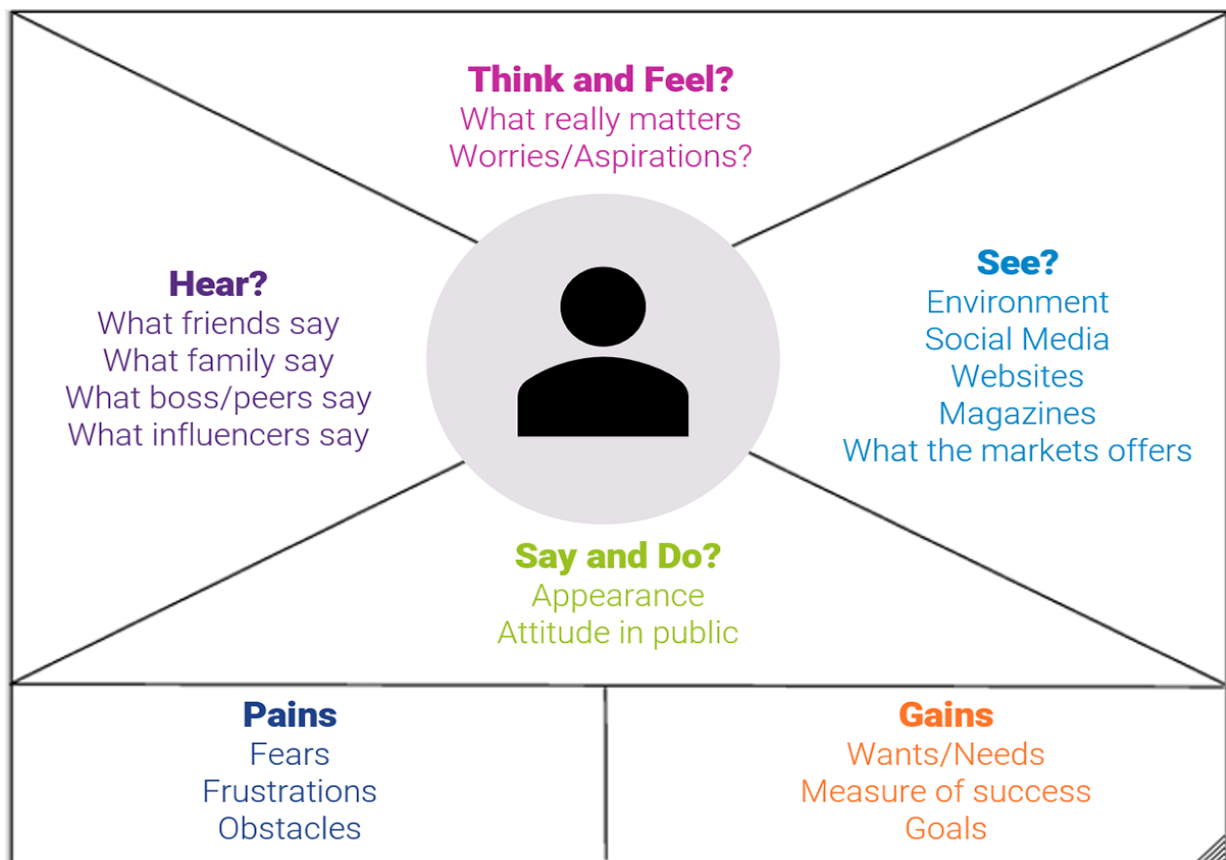 Think and Feel?
What really matters
Worries/Aspirations?
Hear?
What friends say
What family say
What boss/peers say
What influencers say
See?
Environment
Social Media
Websites
Magazines
What the markets offers
Say and Do?
Appearance
Attitude in public
Pains
Fears
Frustrations
Obstacles
Gains
Wants/Needs
Measure of success
Goals